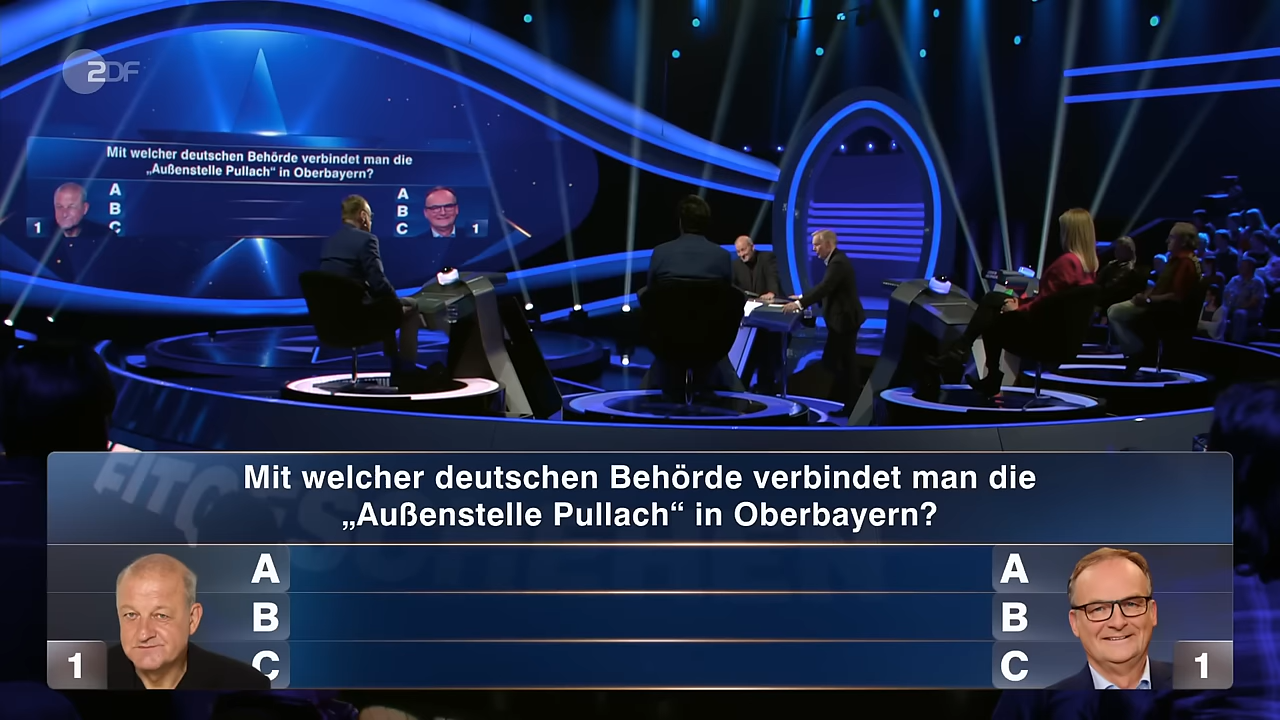 2DF
Mit welcher deutschen Behörde verbindet man die
„Außenstelle Pullach“ in Oberbayern?
A
B
C
1
A
B
C
1
Mit welcher deutschen Behörde verbindet man die
„Außenstelle Pullach“ in Oberbayern?
A
B
C
1
A
B
C
1